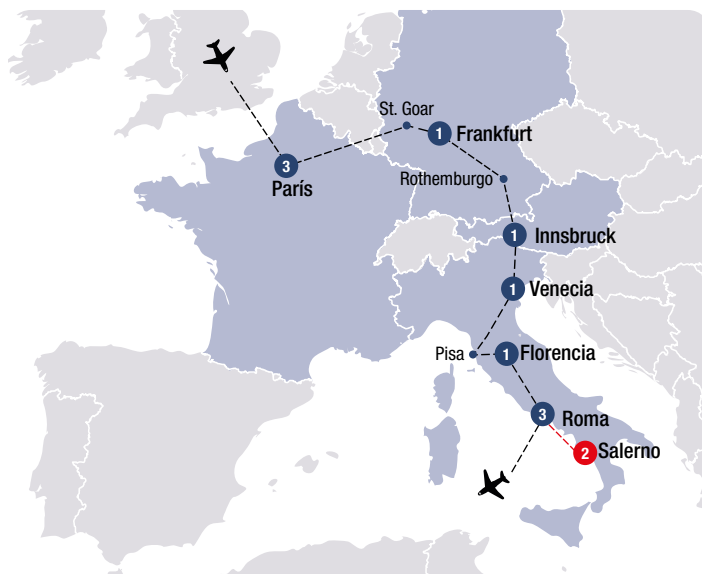 St. Goar
1 Frankfurt
3
París
Rothemburgo
1 Innsbruck
1 Venecia
Pisa
1 Florencia
3 Roma
2 Salerno